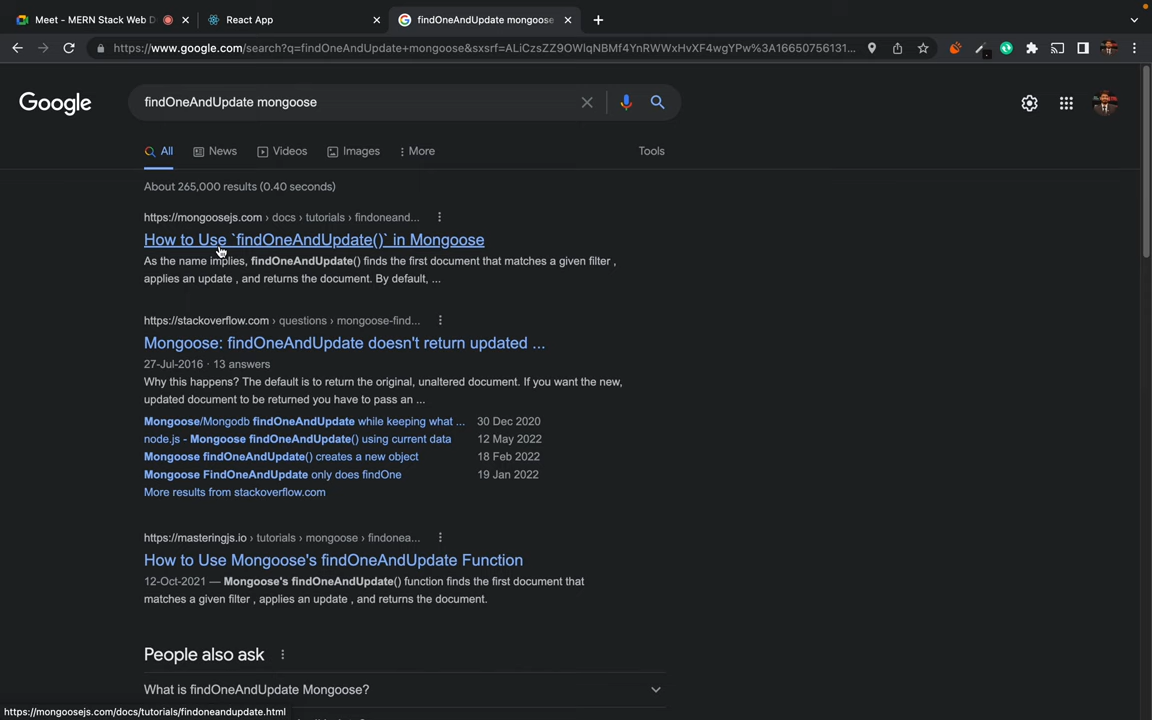 Meet - MERN Stack Web D
React App
findOneAndUpdate mongoose
https://www.google.com/search?q=findOneAndUpdate+mongoose&sxsrf=ALiCzsZZ9OWlqNBMf4YnRWWxHvXF4wgYPw%3A16650756131...
Google
findOneAndUpdate mongoose
All
News
Videos
Images
More
Tools
About 265,000 results (0.40 seconds)
https://mongoosejs.com › docs › tutorials › findoneand...
How to Use `findOneAndUpdate()` in Mongoose
As the name implies, findOneAndUpdate() finds the first document that matches a given filter ,
applies an update , and returns the document. By default, ...
https://stackoverflow.com › questions › mongoose-find...
Mongoose: findOneAndUpdate doesn't return updated ...
27-Jul-2016 · 13 answers
Why this happens? The default is to return the original, unaltered document. If you want the new,
updated document to be returned you have to pass an ...
Mongoose/Mongodb findOneAndUpdate while keeping what ... 30 Dec 2020
node.js - Mongoose findOneAndUpdate() using current data 12 May 2022
Mongoose findOneAndUpdate() creates a new object 18 Feb 2022
Mongoose FindOneAndUpdate only does findOne 19 Jan 2022
More results from stackoverflow.com
https://masteringjs.io › tutorials › mongoose › findonea...
How to Use Mongoose's findOneAndUpdate Function
12-Oct-2021 — Mongoose's findOneAndUpdate() function finds the first document that
matches a given filter , applies an update , and returns the document.
People also ask
What is findOneAndUpdate Mongoose?
https://mongoosejs.com/docs/tutorials/findoneandupdate.html